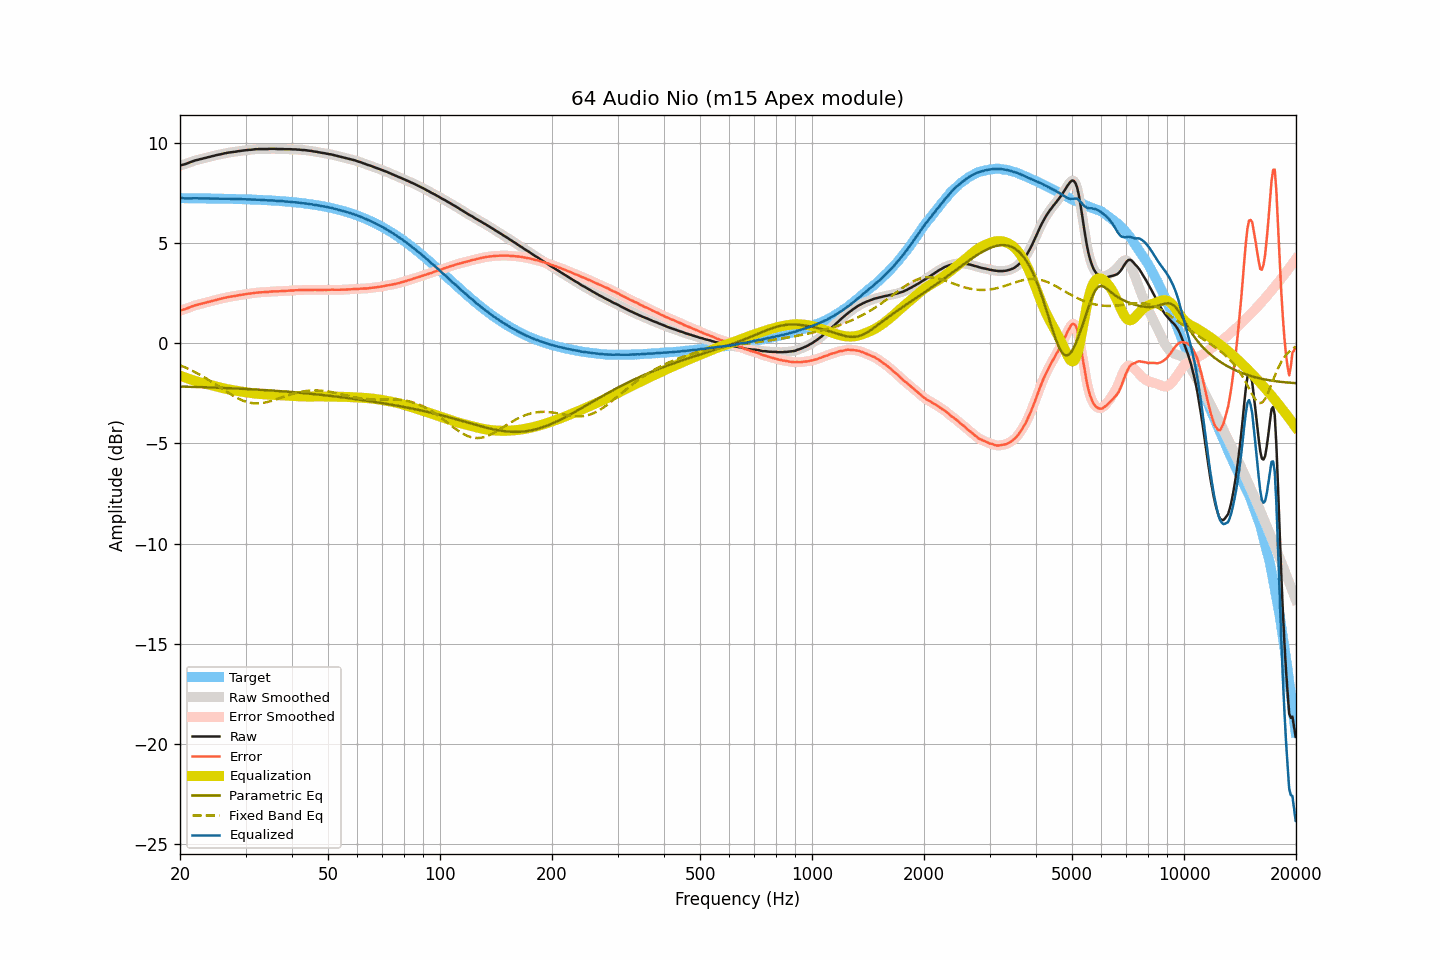 64 Audio Nio (m15 Apex module)
10
5
0
−5
−10
−15
−20
−25
Amplitude (dBr)
Target
Raw Smoothed
Error Smoothed
Raw
Error
Equalization
Parametric Eq
Fixed Band Eq
Equalized
20 50 100 200 500 1000 2000 5000 10000 20000
Frequency (Hz)